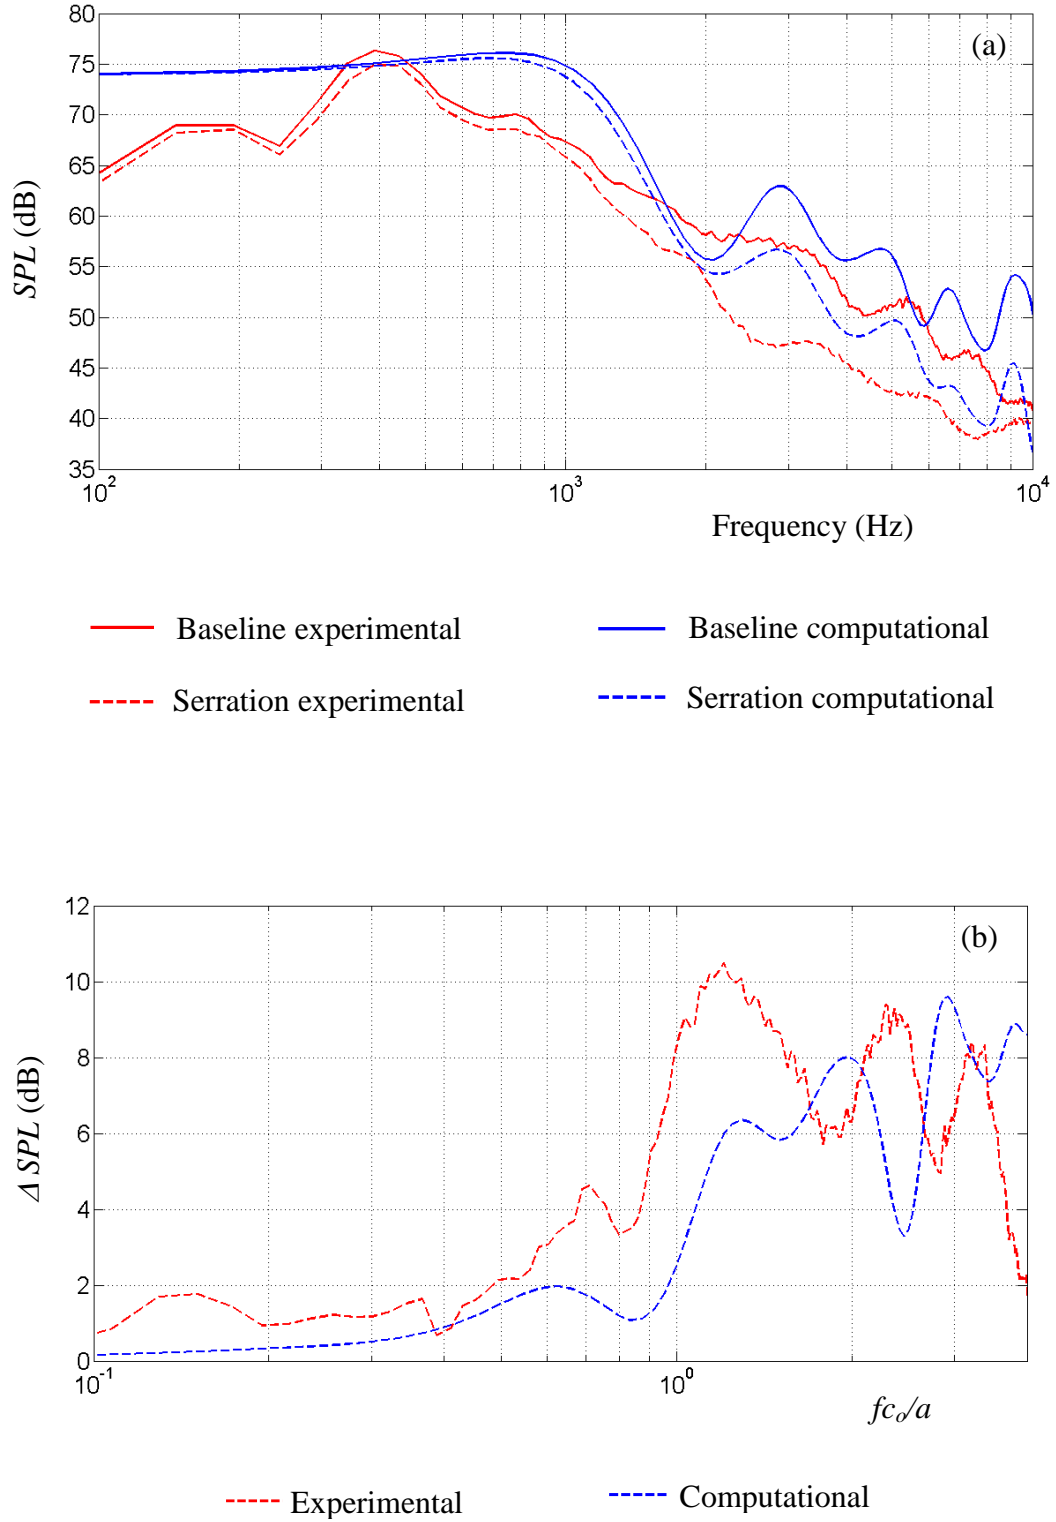 80
75
70
65
60
55
50
45
40
35
SPL (dB)
(a)
10² 10³ 10⁴
Frequency (Hz)
Baseline experimental Baseline computational
Serration experimental Serration computational
12
10
8
6
4
2
0
Δ SPL (dB)
(b)
10⁻¹ 10⁰
fcₒ/a
Experimental Computational